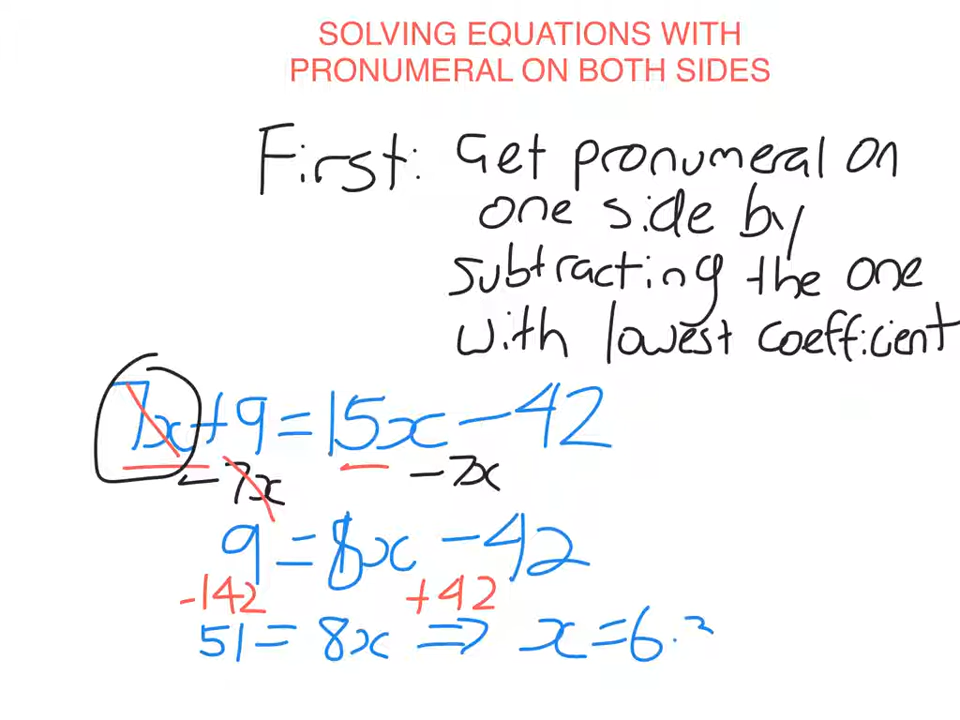 SOLVING EQUATIONS WITH
PRONUMERAL ON BOTH SIDES
First: Get pronumeral on
one side by
subtracting the one
with lowest coefficient
7x+9=15x-42
-7x -7x
9=8x-42
-142 +42
51=8x ⇒ x=6.